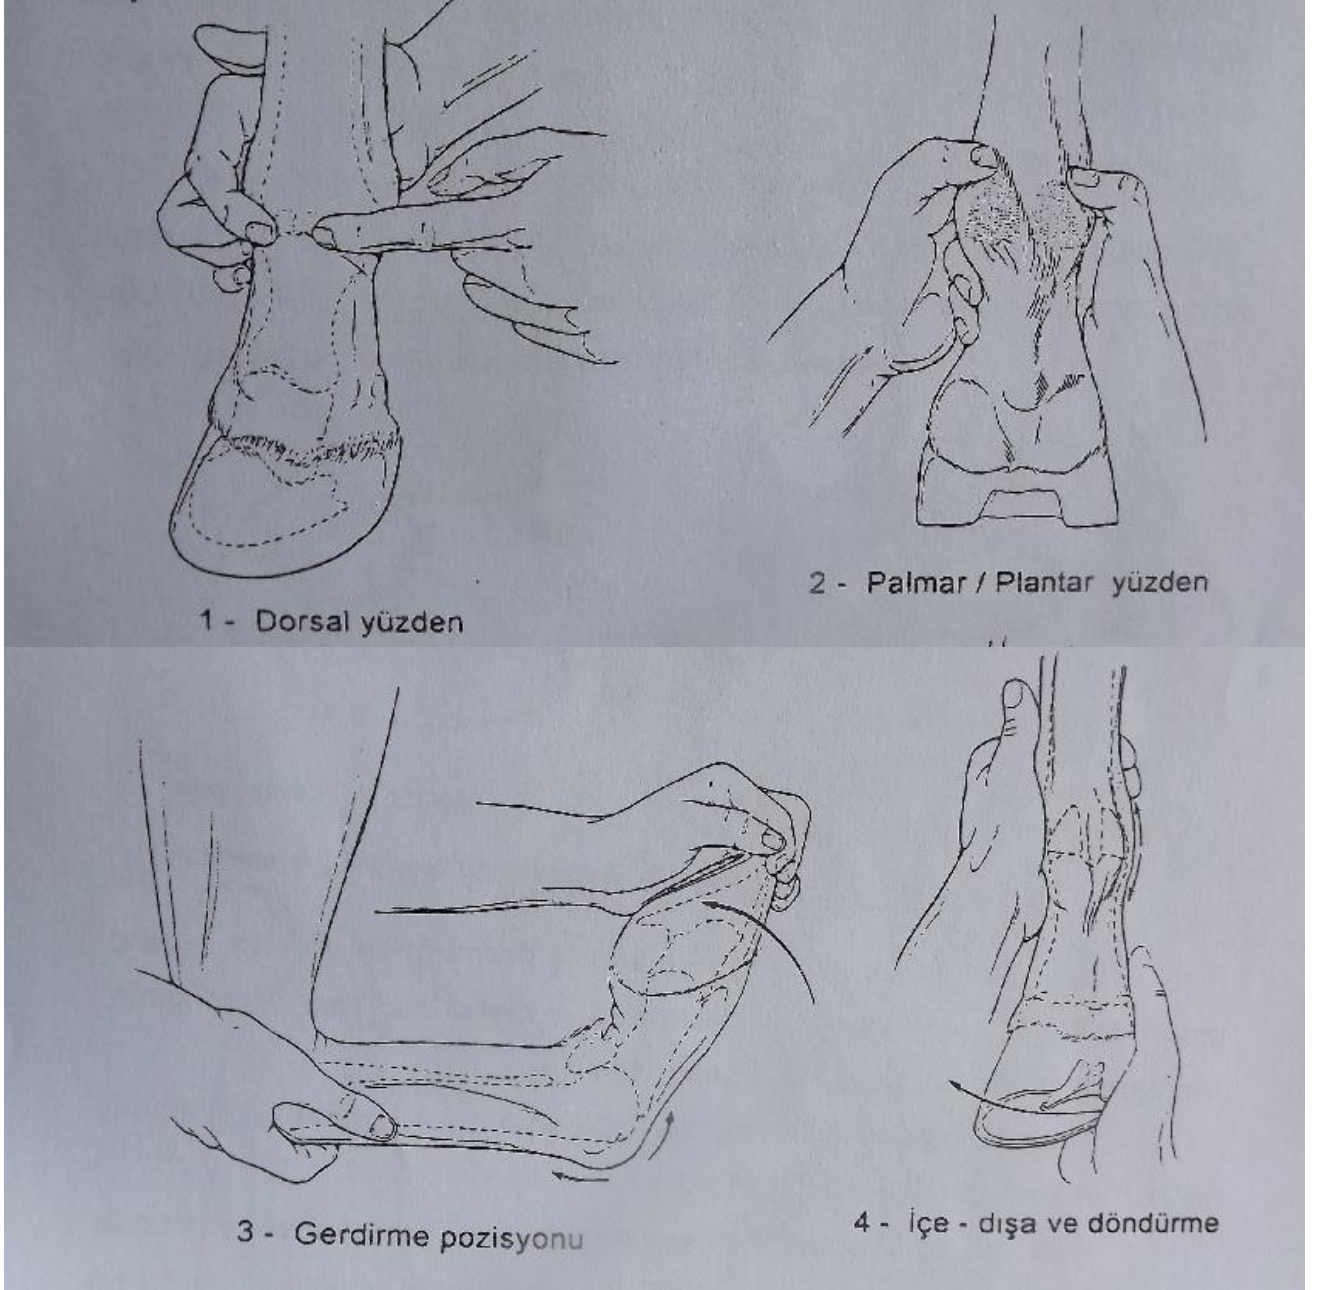 2 - Palmar / Plantar yüzden
1 - Dorsal yüzden
3 - Gerdirme pozisyonu
4 - İçe - dışa ve döndürme